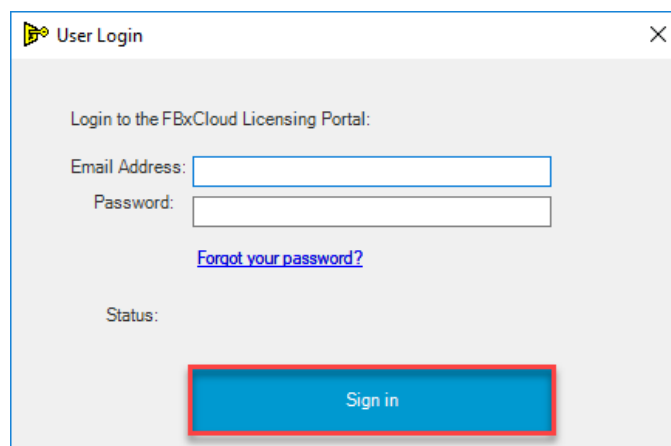 User Login
Login to the FBxCloud Licensing Portal:
Email Address:
Password:
Forgot your password?
Status:
Sign in